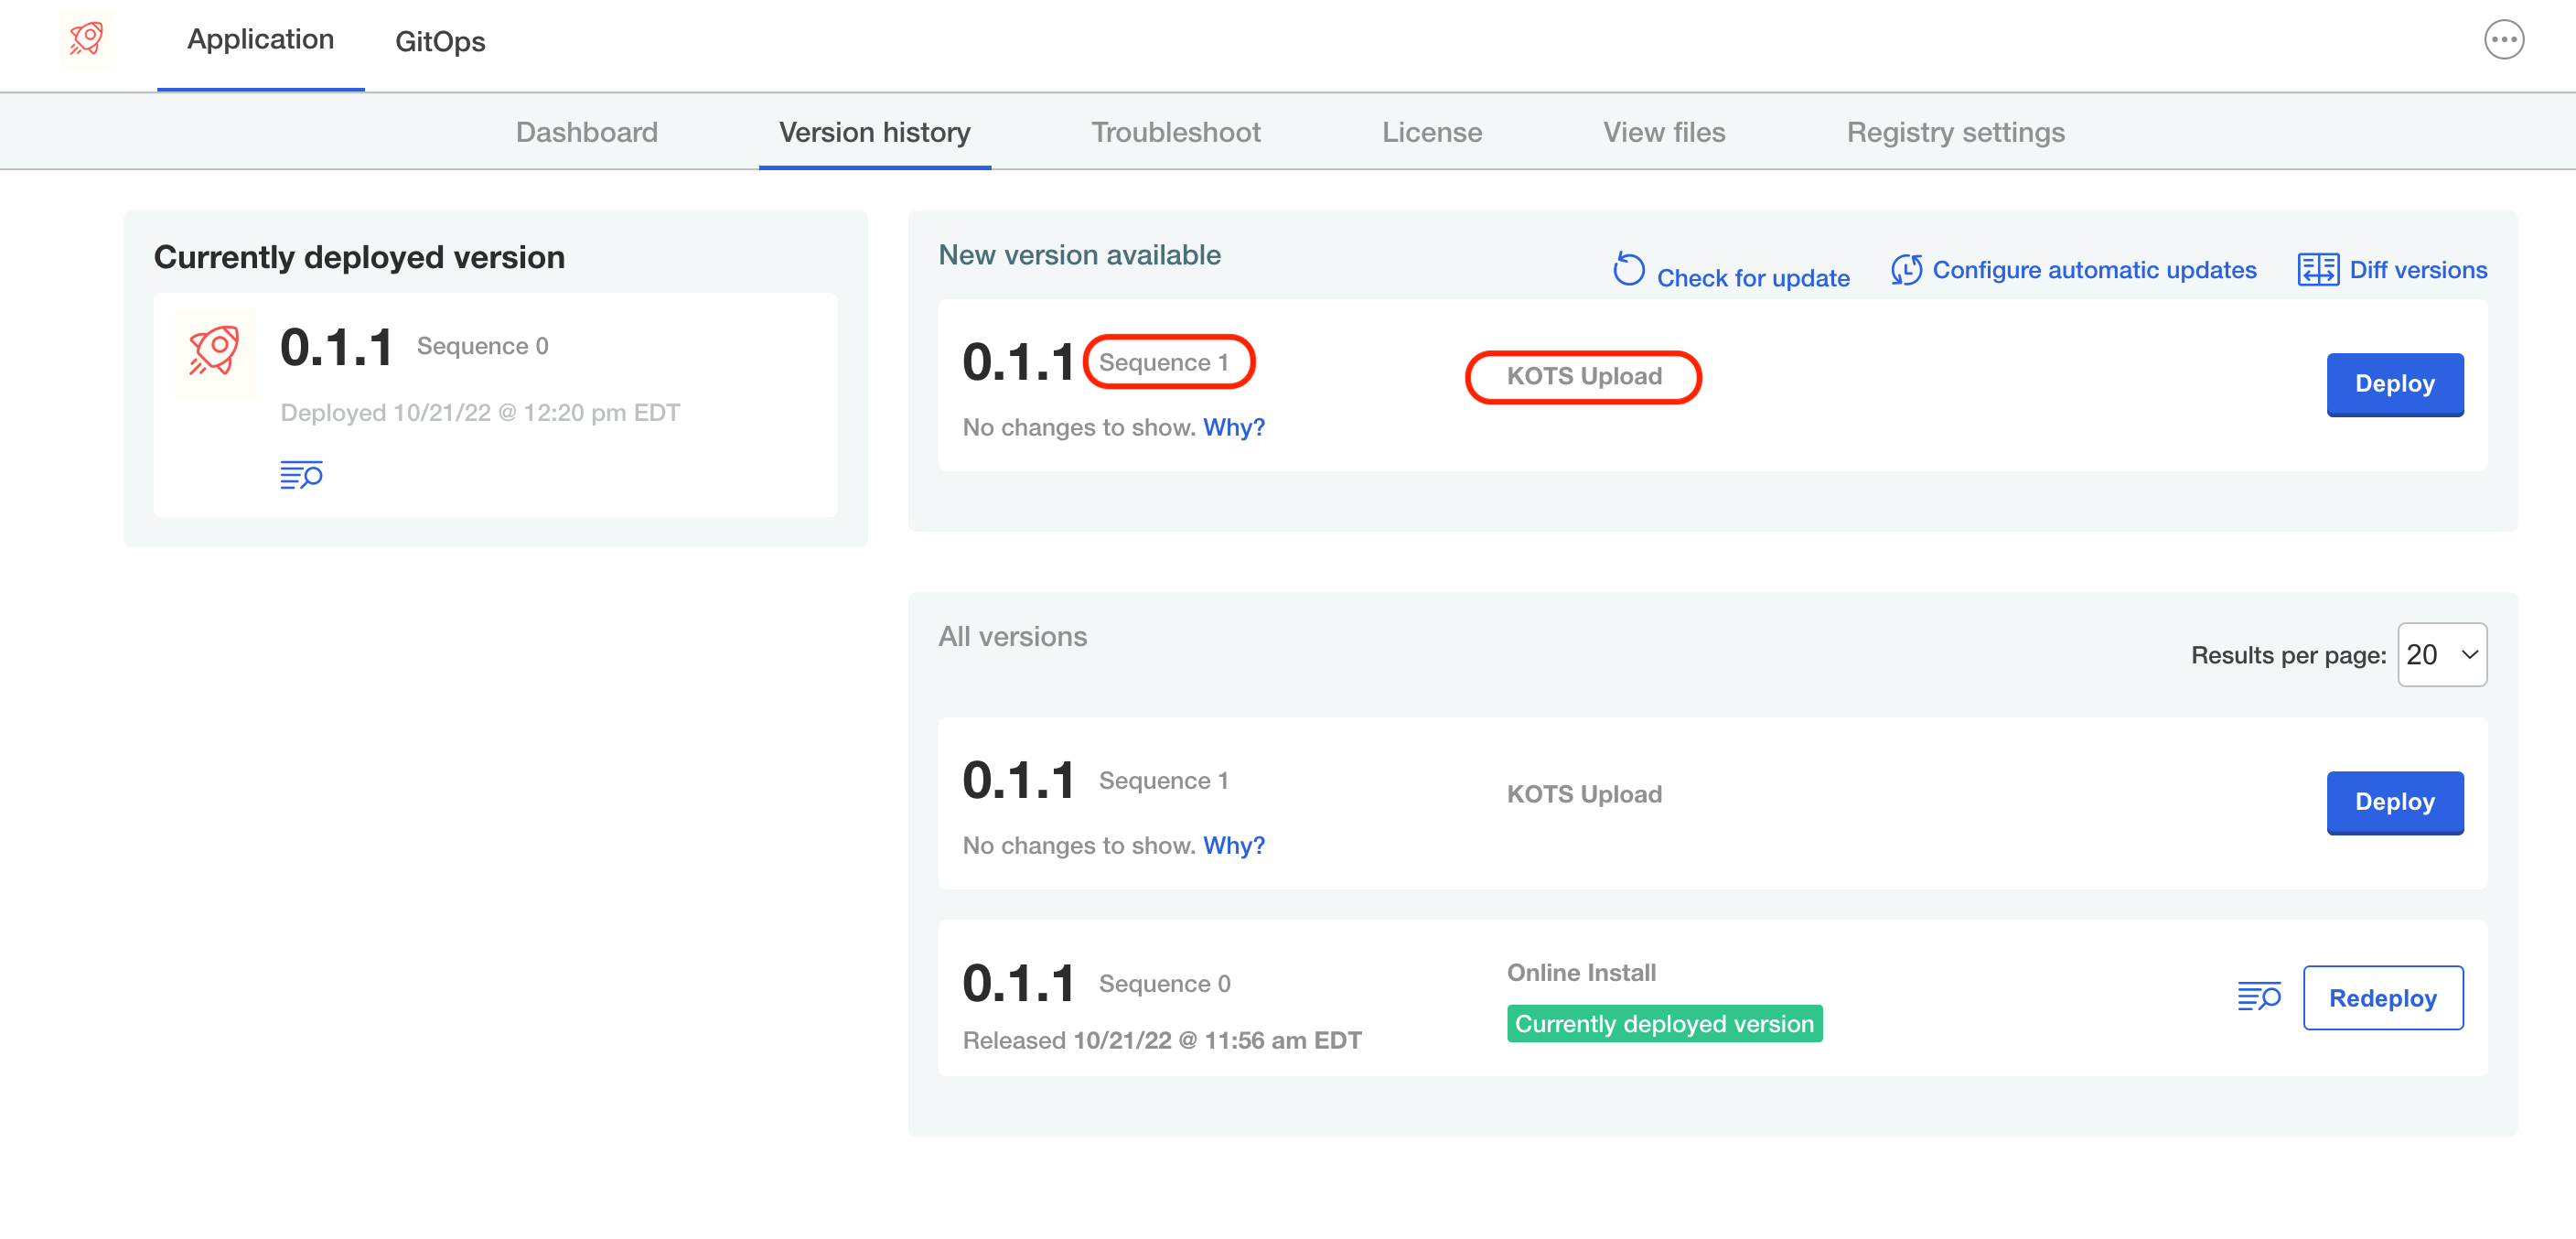 Application
GitOps
Dashboard
Version history
Troubleshoot
License
View files
Registry settings
Currently deployed version
0.1.1 Sequence 0
Deployed 10/21/22 @ 12:20 pm EDT
New version available
Check for update
Configure automatic updates
Diff versions
0.1.1 Sequence 1
KOTS Upload
Deploy
No changes to show. Why?
All versions
Results per page: 20
0.1.1 Sequence 1
KOTS Upload
Deploy
No changes to show. Why?
0.1.1 Sequence 0
Online Install
Currently deployed version
Redeploy
Released 10/21/22 @ 11:56 am EDT